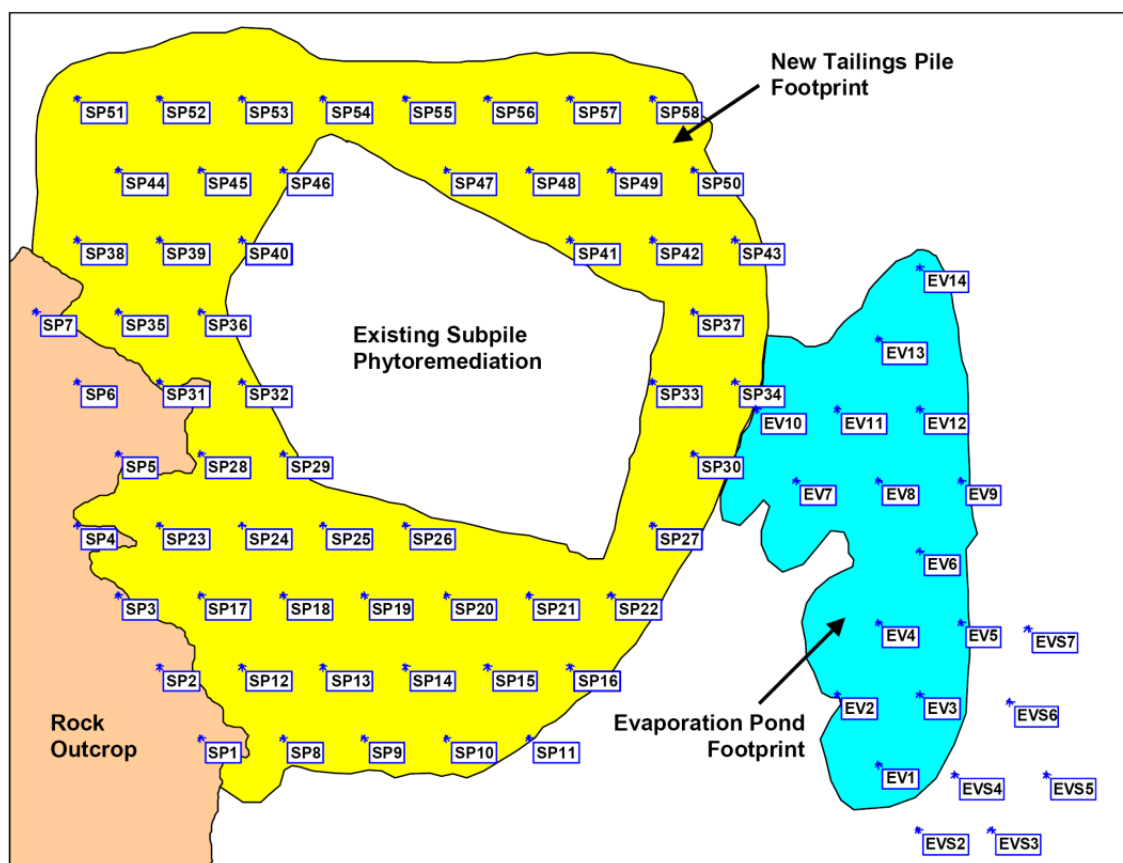 New Tailings Pile
Footprint
SP51 SP52 SP53 SP54 SP55 SP56 SP57 SP58
SP44 SP45 SP46 SP47 SP48 SP49 SP50
SP38 SP39 SP40 SP41 SP42 SP43
EV14
SP7 SP35 SP36 SP37
Existing Subpile
Phytoremediation
EV13
SP6 SP31 SP32 SP33 SP34
EV10 EV11 EV12
SP5 SP28 SP29 SP30
EV7 EV8 EV9
SP4 SP23 SP24 SP25 SP26 SP27
EV6
SP3 SP17 SP18 SP19 SP20 SP21 SP22
EV4 EV5 EVS7
SP2 SP12 SP13 SP14 SP15 SP16
EV2 EV3 EVS6
Rock
Outcrop
Evaporation Pond
Footprint
SP1 SP8 SP9 SP10 SP11
EV1 EVS4 EVS5
EVS2 EVS3